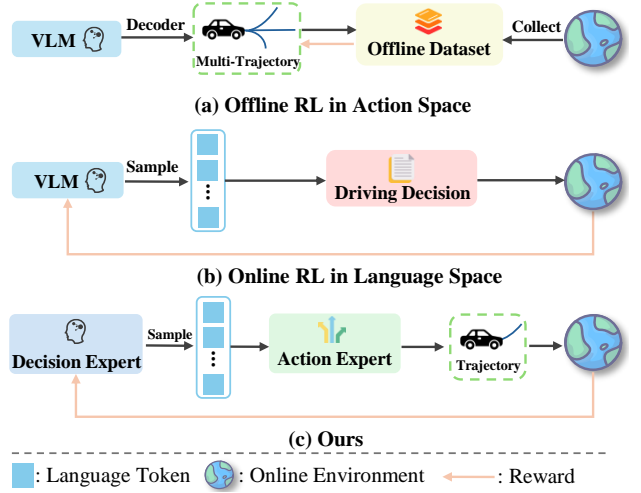 VLM
Decoder
Multi-Trajectory
Offline Dataset
Collect
(a) Offline RL in Action Space
VLM
Sample
Driving Decision
(b) Online RL in Language Space
Decision Expert
Sample
Action Expert
Trajectory
(c) Ours
: Language Token
: Online Environment
: Reward